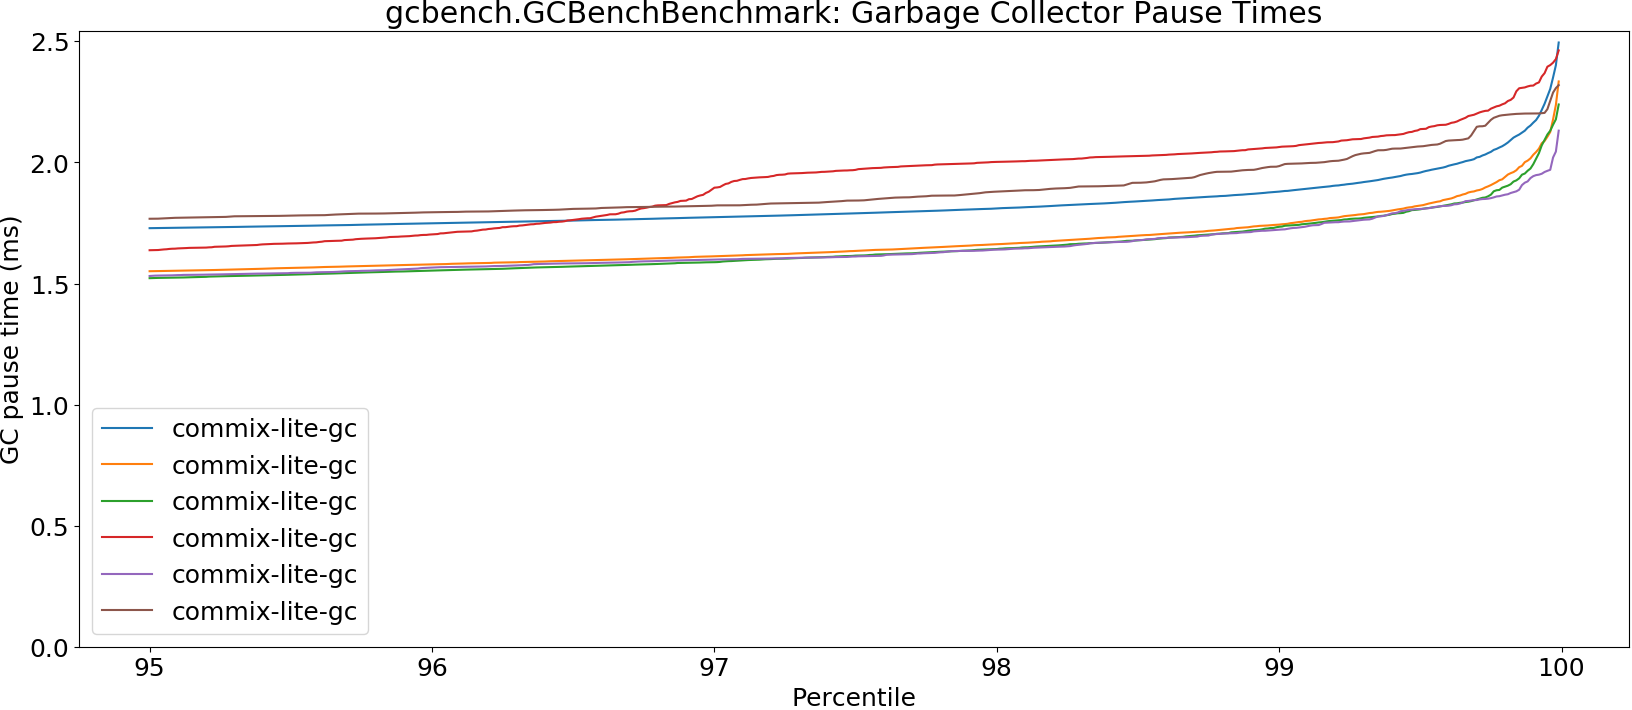 gcbench.GCBenchBenchmark: Garbage Collector Pause Times
GC pause time (ms)
2.5
2.0
1.5
1.0
0.5
0.0
commix-lite-gc
commix-lite-gc
commix-lite-gc
commix-lite-gc
commix-lite-gc
commix-lite-gc
95 96 97 98 99 100
Percentile